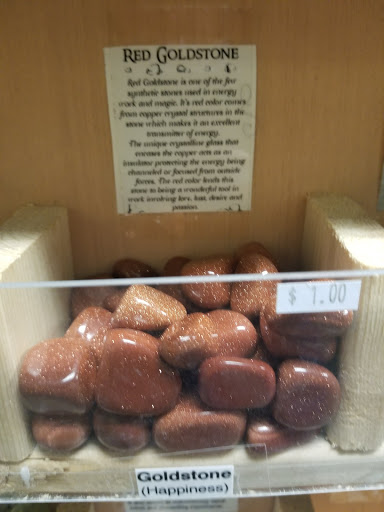 RED GOLDSTONE
Red Goldstone is one of the few
synthetic stones used in energy
work and magic. It's red color comes
from copper crystal structures in the
stone which makes it an excellent
transmitter of energy.
The unique crystalline glass that
encases the copper acts as an
insulator protecting the energy being
channeled or focused from outside
forces. The red color lends this
stone to being a wonderful tool in
work involving love, lust, desire and
passion.
$ 1.00
Goldstone
(Happiness)